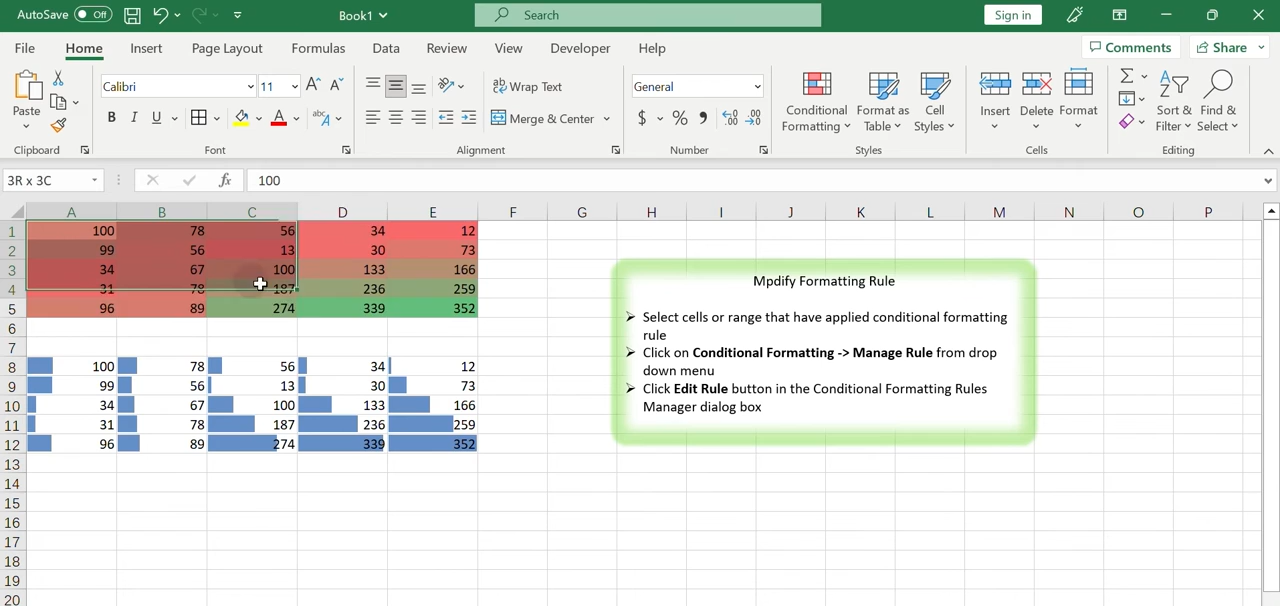 AutoSave Off Book1 Search Sign in
File Home Insert Page Layout Formulas Data Review View Developer Help Comments Share
Calibri 11 Wrap Text General
Paste B I U A Merge & Center $ % Conditional Formatting Format as Table Cell Styles Insert Delete Format Sort & Filter Find & Select
Clipboard Font Alignment Number Styles Cells Editing
3R x 3C fx 100
A B C D E F G H I J K L M N O P
1 100 78 56 34 12
2 99 56 13 30 73
3 34 67 100 133 166
4 31 78 187 236 259
5 96 89 274 339 352
6
7
8 100 78 56 34 12
9 99 56 13 30 73
10 34 67 100 133 166
11 31 78 187 236 259
12 96 89 274 339 352
13
14
15
16
17
18
19
20
Mpdify Formatting Rule
➢ Select cells or range that have applied conditional formatting
rule
➢ Click on Conditional Formatting -> Manage Rule from drop
down menu
➢ Click Edit Rule button in the Conditional Formatting Rules
Manager dialog box